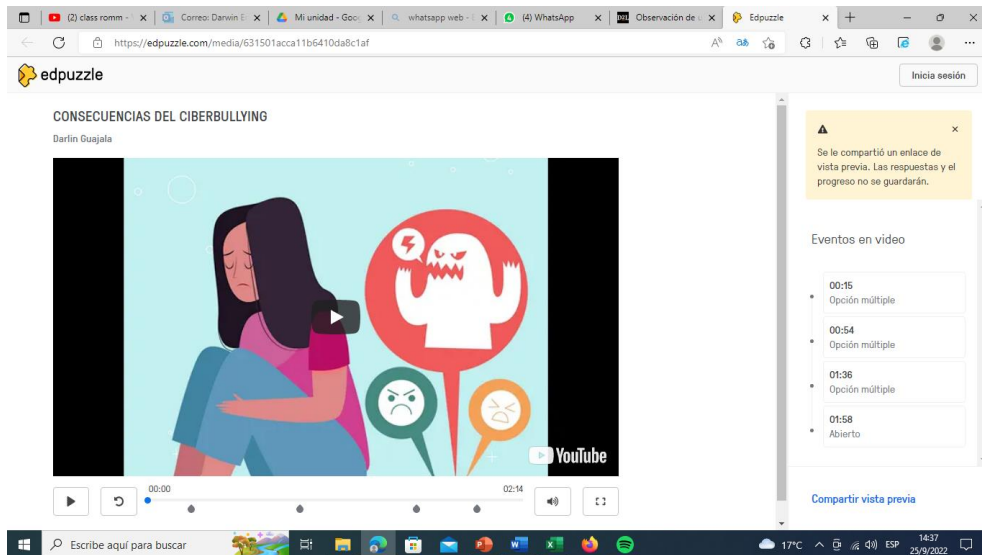 (2) class romm -
Correo: Darwin E
Mi unidad - Goo
whatsapp web -
(4) WhatsApp
Observación de
Edpuzzle
https://edpuzzle.com/media/631501acca11b6410da8c1af
edpuzzle
Inicia sesión
CONSECUENCIAS DEL CIBERBULLYING
Darlin Guajala
Se le compartió un enlace de
vista previa. Las respuestas y el
progreso no se guardarán.
Eventos en video
00:15
Opción múltiple
00:54
Opción múltiple
01:36
Opción múltiple
01:58
Abierto
YouTube
00:00
02:14
Compartir vista previa
Escribe aquí para buscar
17°C
ESP
14:37
25/9/2022